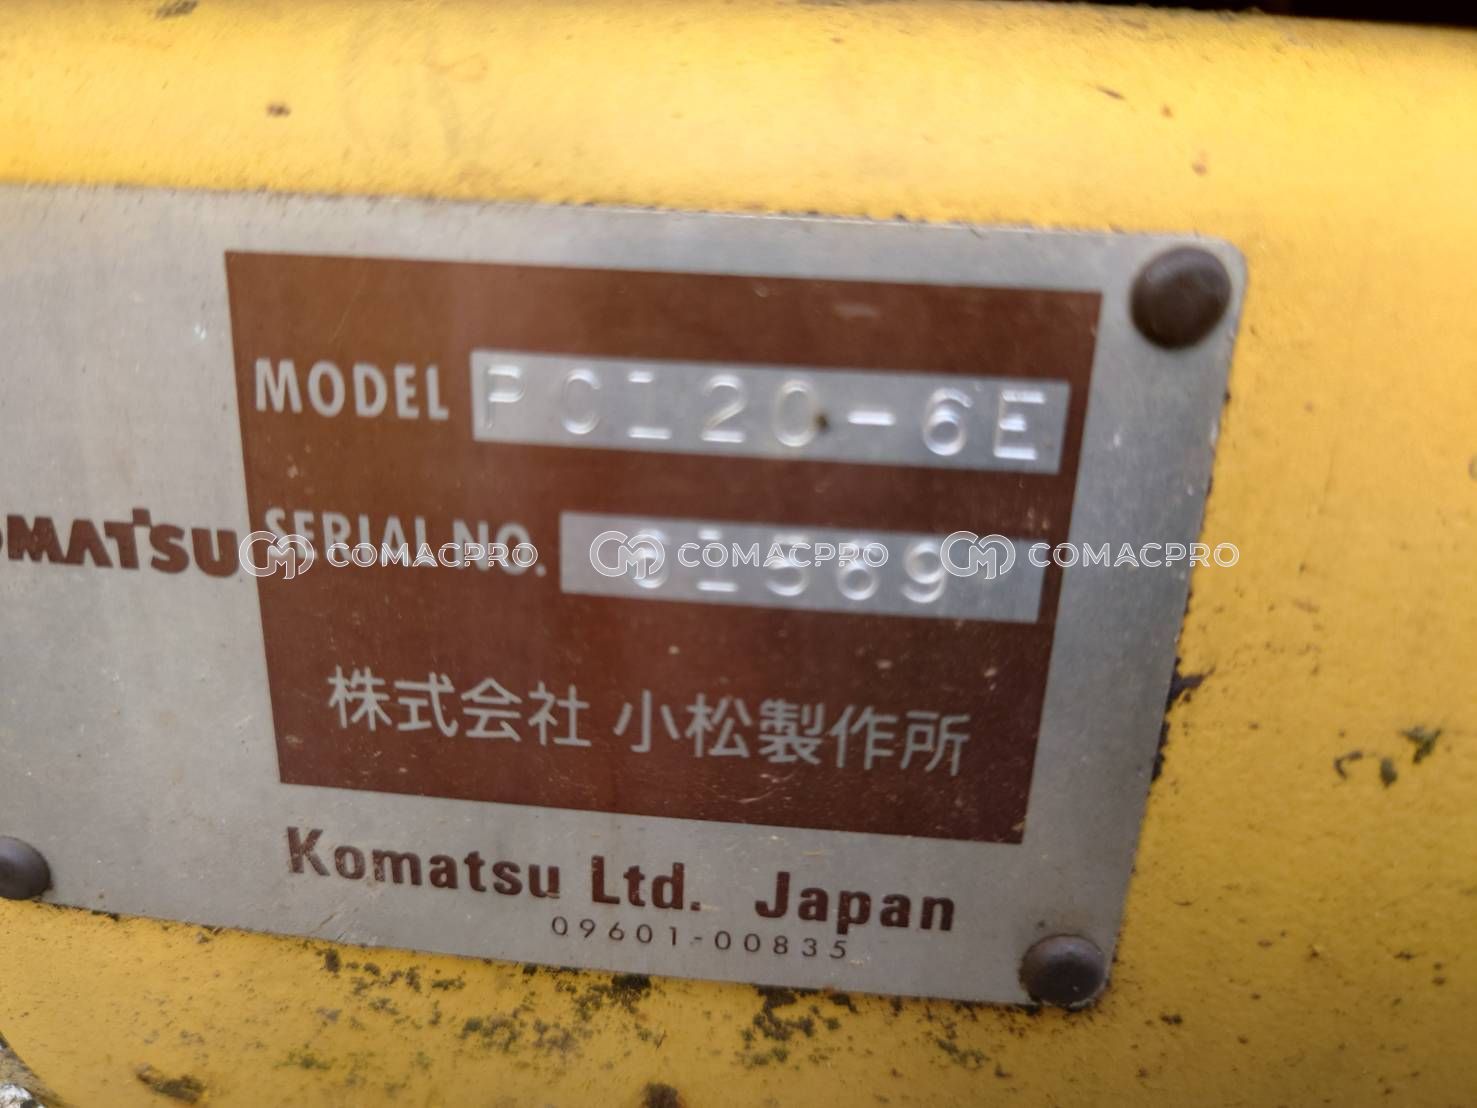 MODEL PC120-6E
KOMATSU SERIAL NO. 61569
COMACPRO COMACPRO COMACPRO
株式会社 小松製作所
Komatsu Ltd. Japan
09601-00835